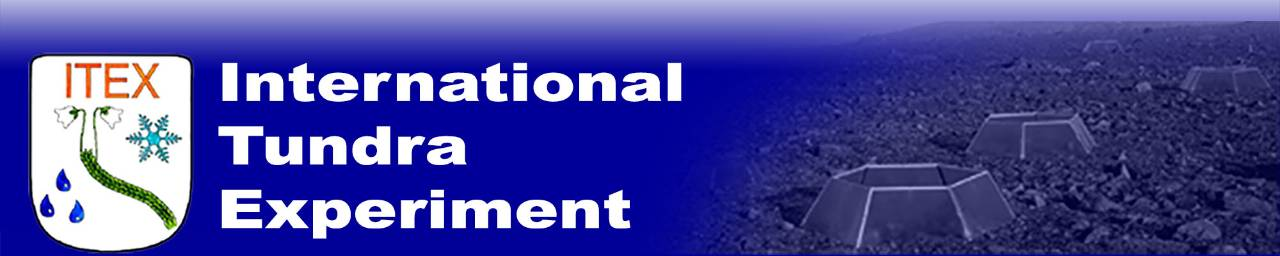 ITEX
International
Tundra
Experiment